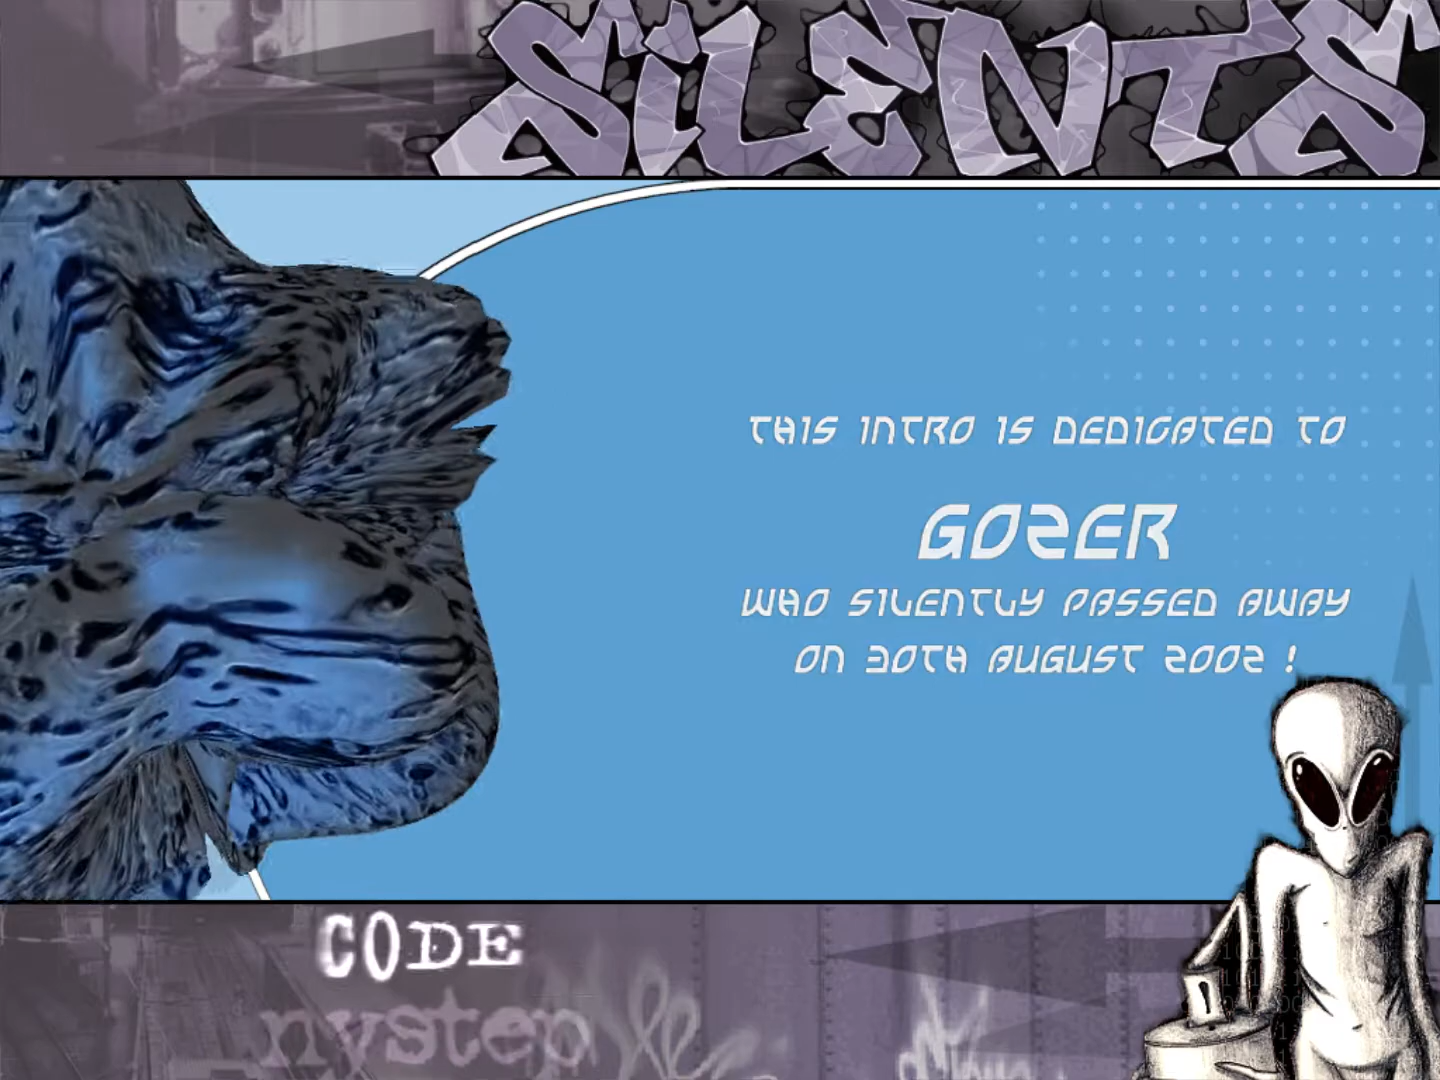 SiLENTS
THIS INTRO IS DEDICATED TO
GOZER
WHO SILENTLY PASSED AWAY
ON 30TH AUGUST 2002 !
CODE
nystep